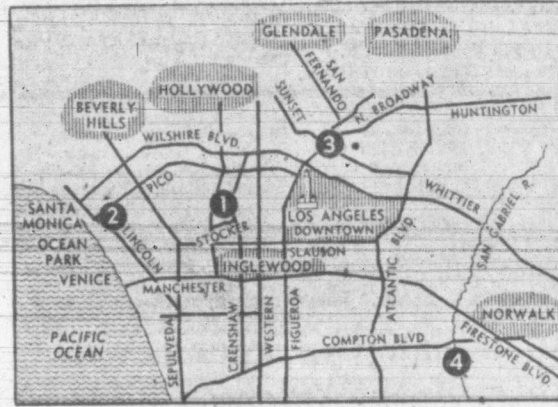 GLENDALE
PASADENA
SAN
FERNANDO
HOLLYWOOD
SUNSET
N. BROADWAY
HUNTINGTON
BEVERLY
HILLS
WILSHIRE BLVD.
3
PICO
1
WHITTIER
SAN GABRIEL R.
SANTA
MONICA
2
LINCOLN
STOCKER
LOS ANGELES
DOWNTOWN
OCEAN
PARK
SLAUSON
ATLANTIC BLVD.
VENICE
INGLEWOOD
MANCHESTER
NORWALK
PACIFIC
OCEAN
SEPULVEDA
CRENSHAW
WESTERN
FIGUEROA
COMPTON BLVD
FIRESTONE BLVD.
4